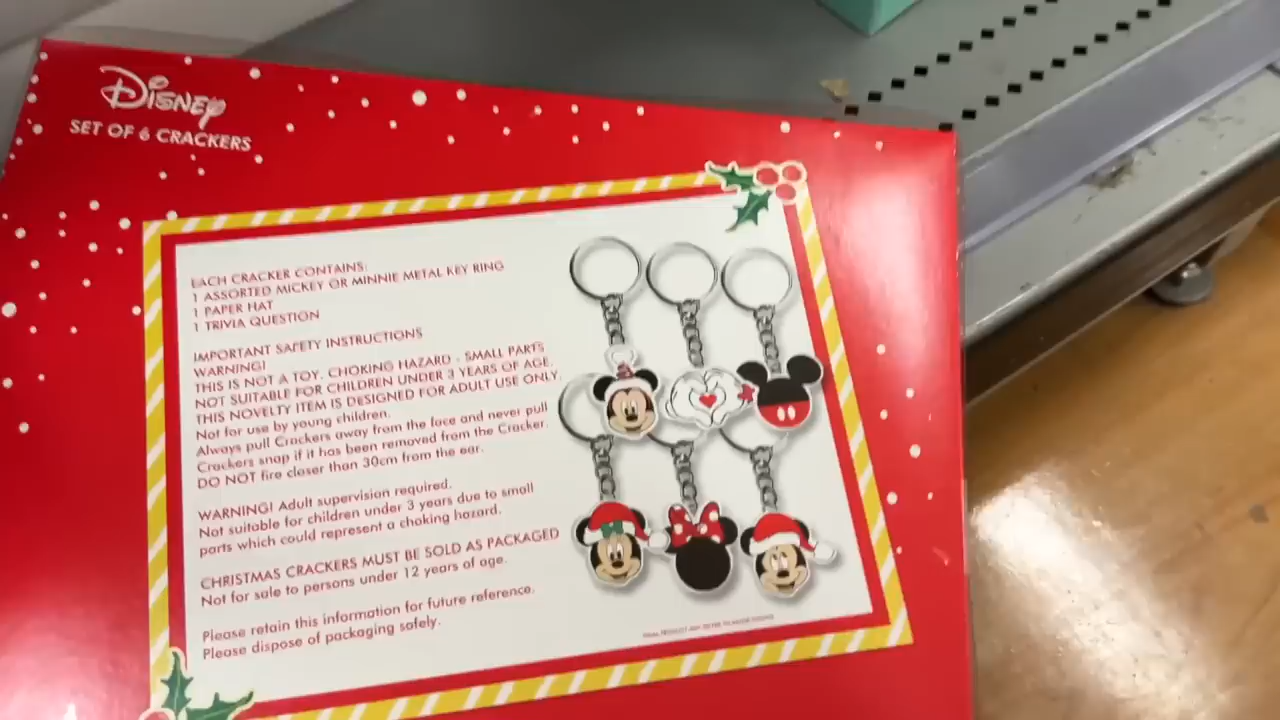 Disney
SET OF 6 CRACKERS
EACH CRACKER CONTAINS:
1 ASSORTED MICKEY OR MINNIE METAL KEY RING
1 PAPER HAT
1 TRIVIA QUESTION
IMPORTANT SAFETY INSTRUCTIONS
WARNING!
THIS IS NOT A TOY. CHOKING HAZARD - SMALL PARTS
NOT SUITABLE FOR CHILDREN UNDER 3 YEARS OF AGE.
THIS NOVELTY ITEM IS DESIGNED FOR ADULT USE ONLY.
Not for use by young children.
Always pull Crackers away from the face and never pull
Crackers snap if it has been removed from the Cracker.
DO NOT fire closer than 30cm from the ear.
WARNING! Adult supervision required.
Not suitable for children under 3 years due to small
parts which could represent a choking hazard.
CHRISTMAS CRACKERS MUST BE SOLD AS PACKAGED
Not for sale to persons under 12 years of age.
Please retain this information for future reference.
Please dispose of packaging safely.